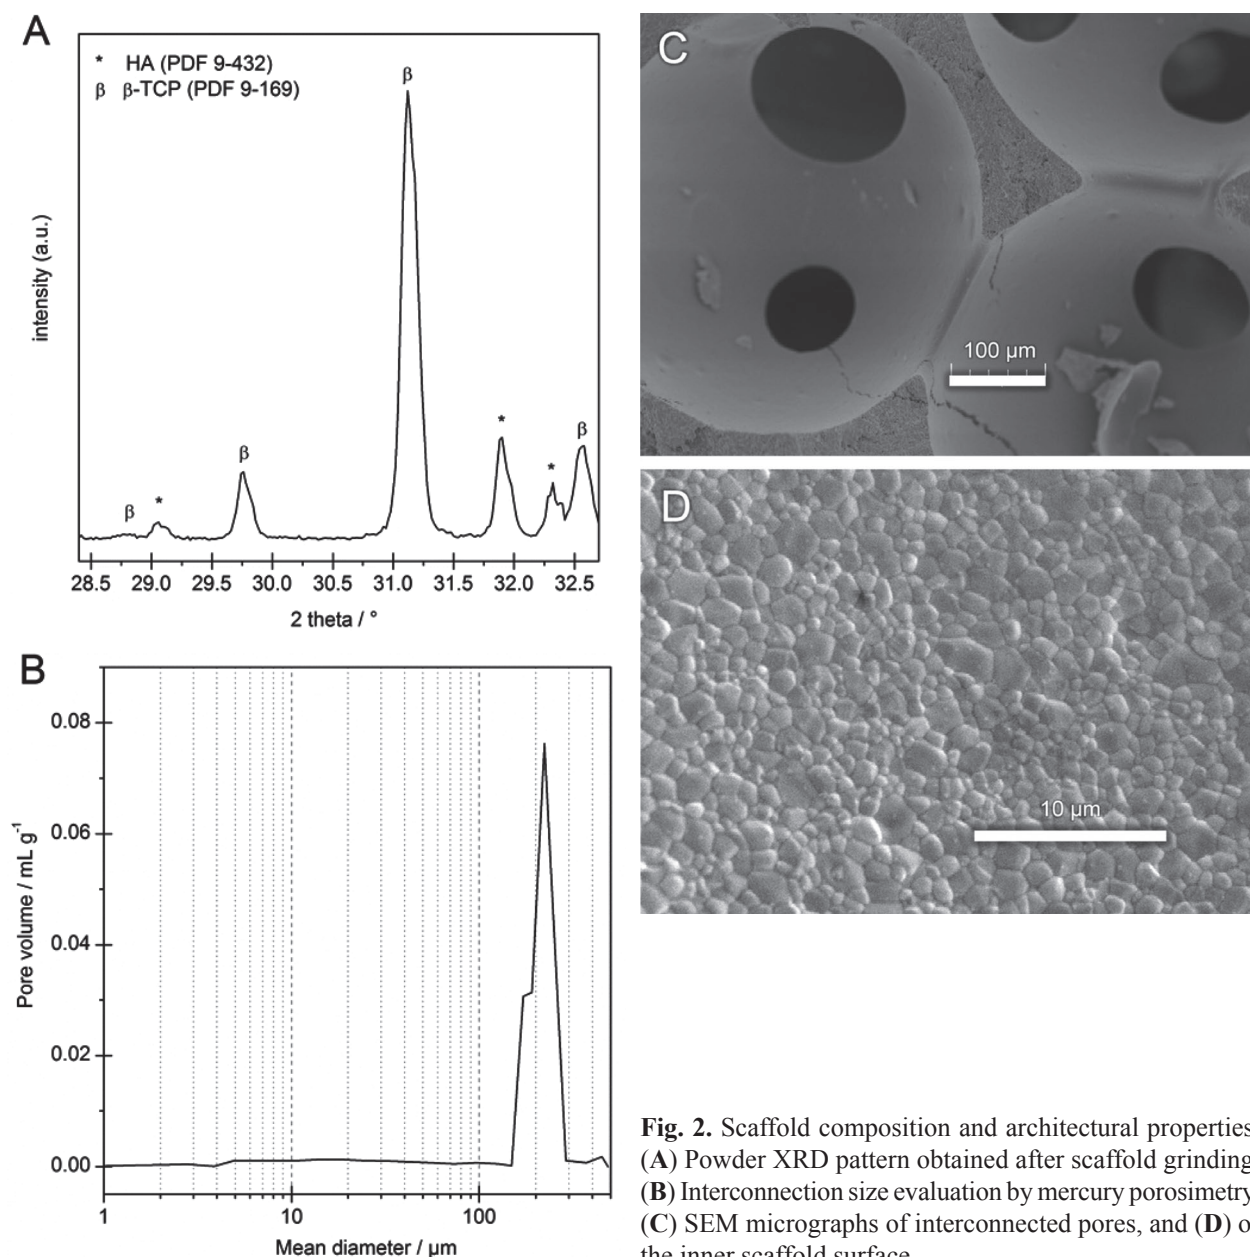 A
* HA (PDF 9-432)
β β-TCP (PDF 9-169)
β
β
*
β
*
*
β
intensity (a.u.)
28.5 29.0 29.5 30.0 30.5 31.0 31.5 32.0 32.5
2 theta / °
B
0.08
0.06
0.04
0.02
0.00
Pore volume / mL g⁻¹
1 10 100
Mean diameter / µm
C
100 µm
D
10 µm
Fig. 2. Scaffold composition and architectural properties
(A) Powder XRD pattern obtained after scaffold grinding
(B) Interconnection size evaluation by mercury porosimetry
(C) SEM micrographs of interconnected pores, and (D) o
the inner scaffold surface